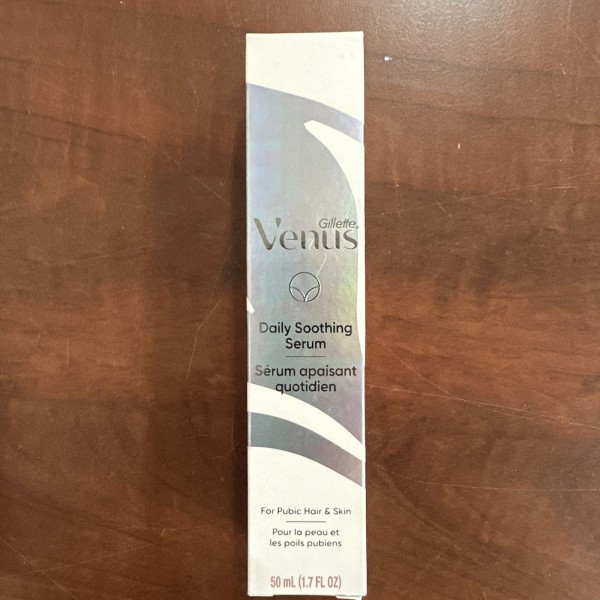 Gillette
Venus
Daily Soothing
Serum
Sérum apaisant
quotidien
For Pubic Hair & Skin
Pour la peau et
les poils pubiens
50 mL (1.7 FL OZ)